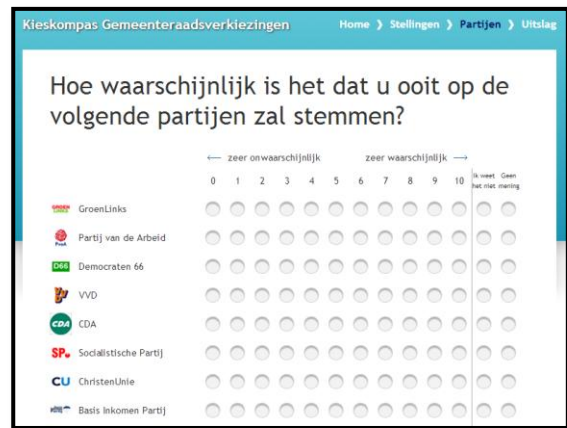 Kieskompas Gemeenteraadsverkiezingen
Home ❯ Stellingen ❯ Partijen ❯ Uitslag
Hoe waarschijnlijk is het dat u ooit op de
volgende partijen zal stemmen?
← zeer onwaarschijnlijk zeer waarschijnlijk →
0 1 2 3 4 5 6 7 8 9 10 Ik weet het niet Geen mening
GroenLinks
PvdA Partij van de Arbeid
D66 Democraten 66
VVD
CDA CDA
SP. Socialistische Partij
CU ChristenUnie
Basis Inkomen Partij